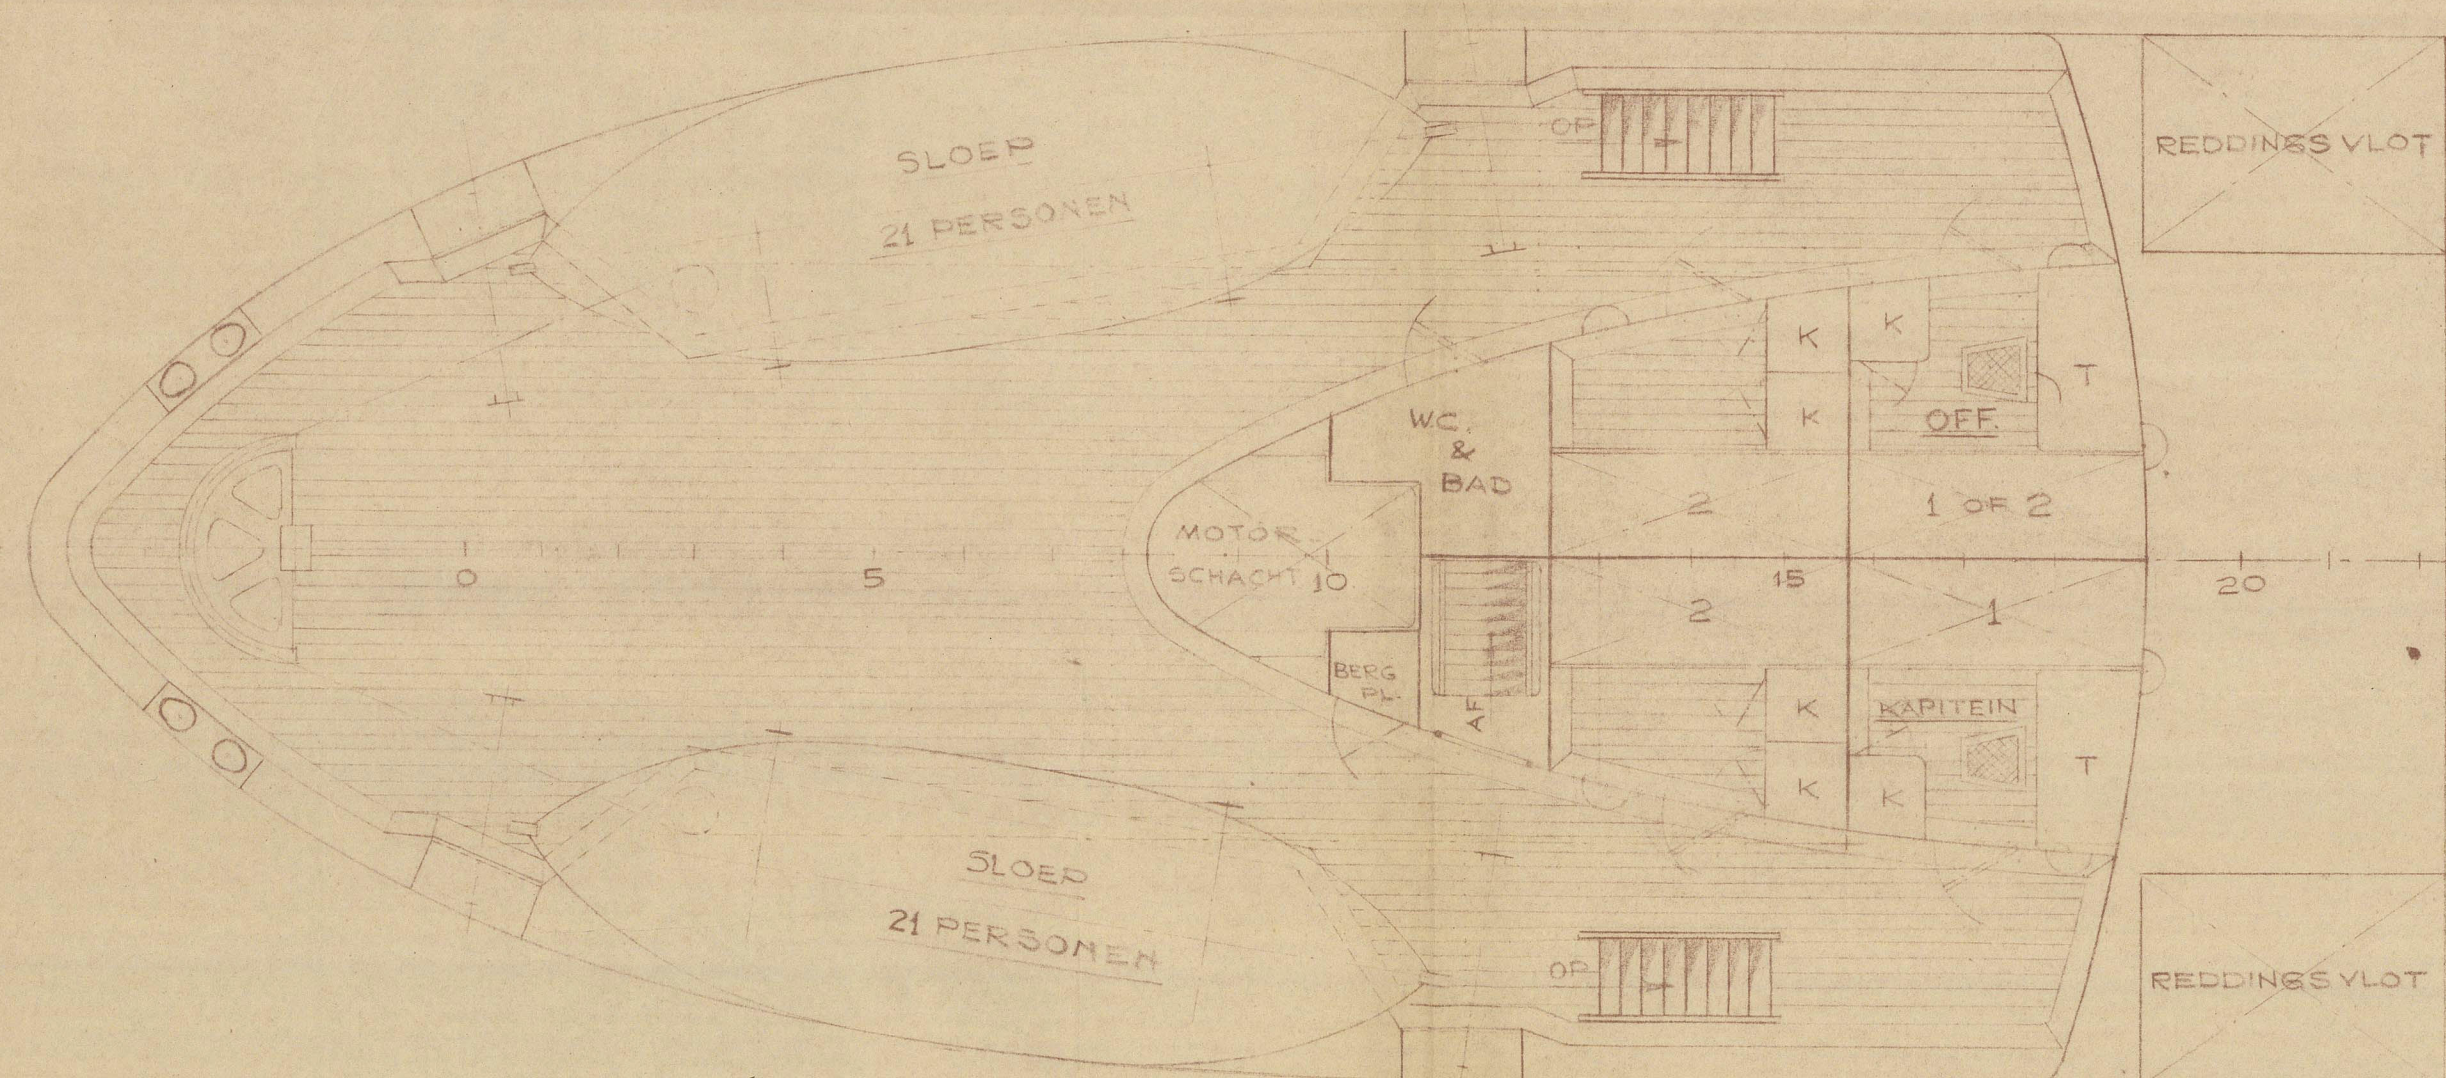 SLOEP
21 PERSONEN
OP
REDDINGSVLOT
K
K
K
T
OFF.
W.C.
&
BAD
2
1 OF 2
MOTOR
SCHACHT
0
5
10
15
20
2
1
BERG
PL.
AF
K
K
K
KAPITEIN
T
SLOEP
21 PERSONEN
OP
REDDINGSVLOT